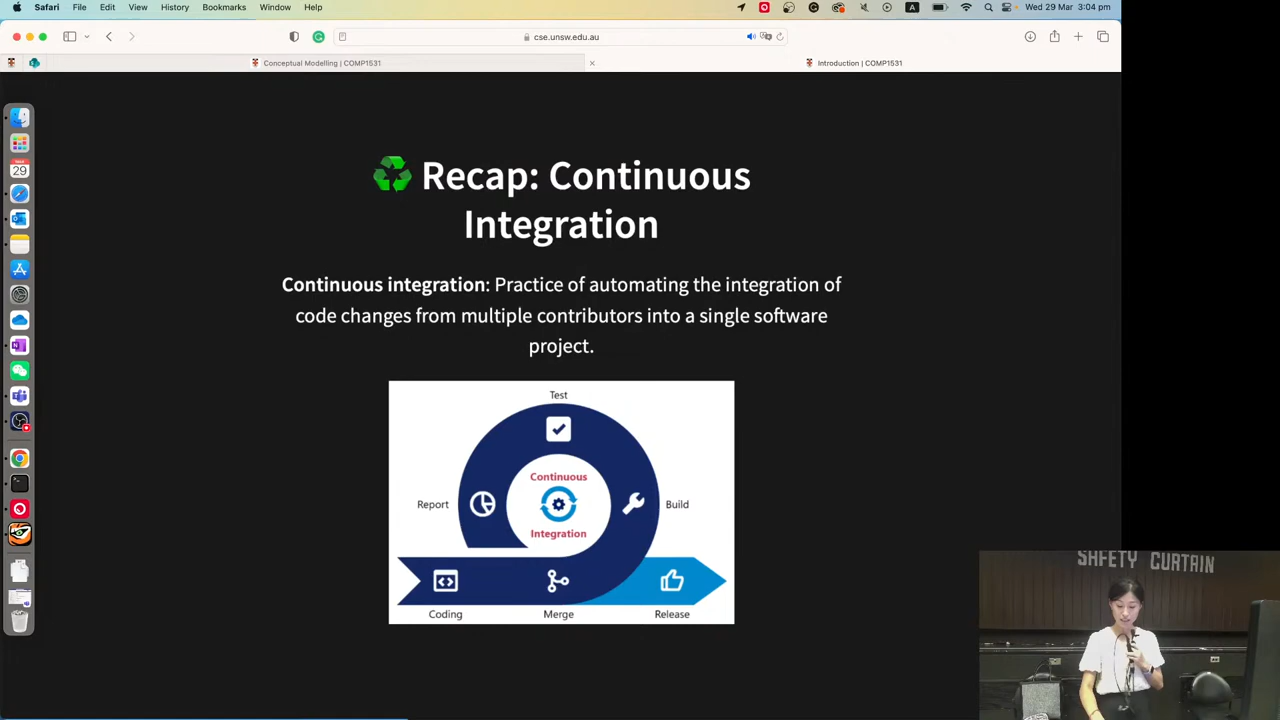 Safari File Edit View History Bookmarks Window Help
A
Wed 29 Mar 3:04 pm
cse.unsw.edu.au
Conceptual Modelling | COMP1531
Introduction | COMP1531
29
Recap: Continuous
Integration
Continuous integration: Practice of automating the integration of
code changes from multiple contributors into a single software
project.
Test
Continuous
Integration
Report
Build
Coding
Merge
Release
SAFETY CURTAIN